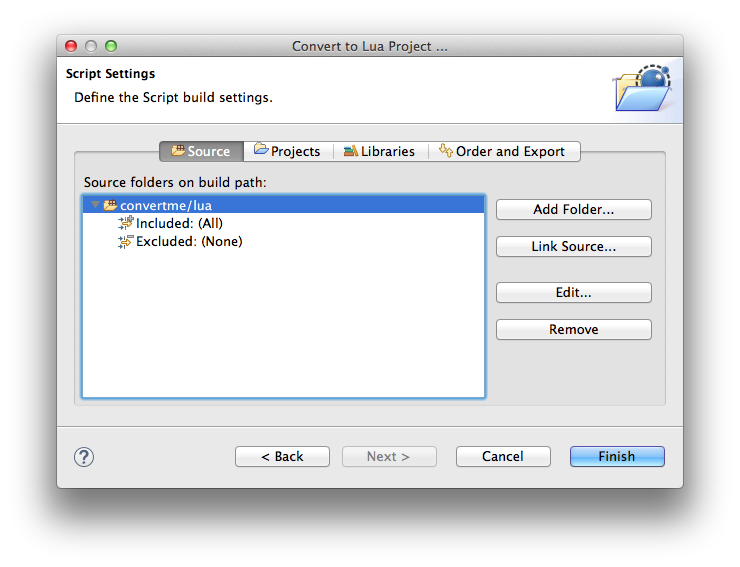 Convert to Lua Project ...
Script Settings
Define the Script build settings.
Source Projects Libraries Order and Export
Source folders on build path:
convertme/lua
Included: (All)
Excluded: (None)
Add Folder...
Link Source...
Edit...
Remove
? < Back Next > Cancel Finish